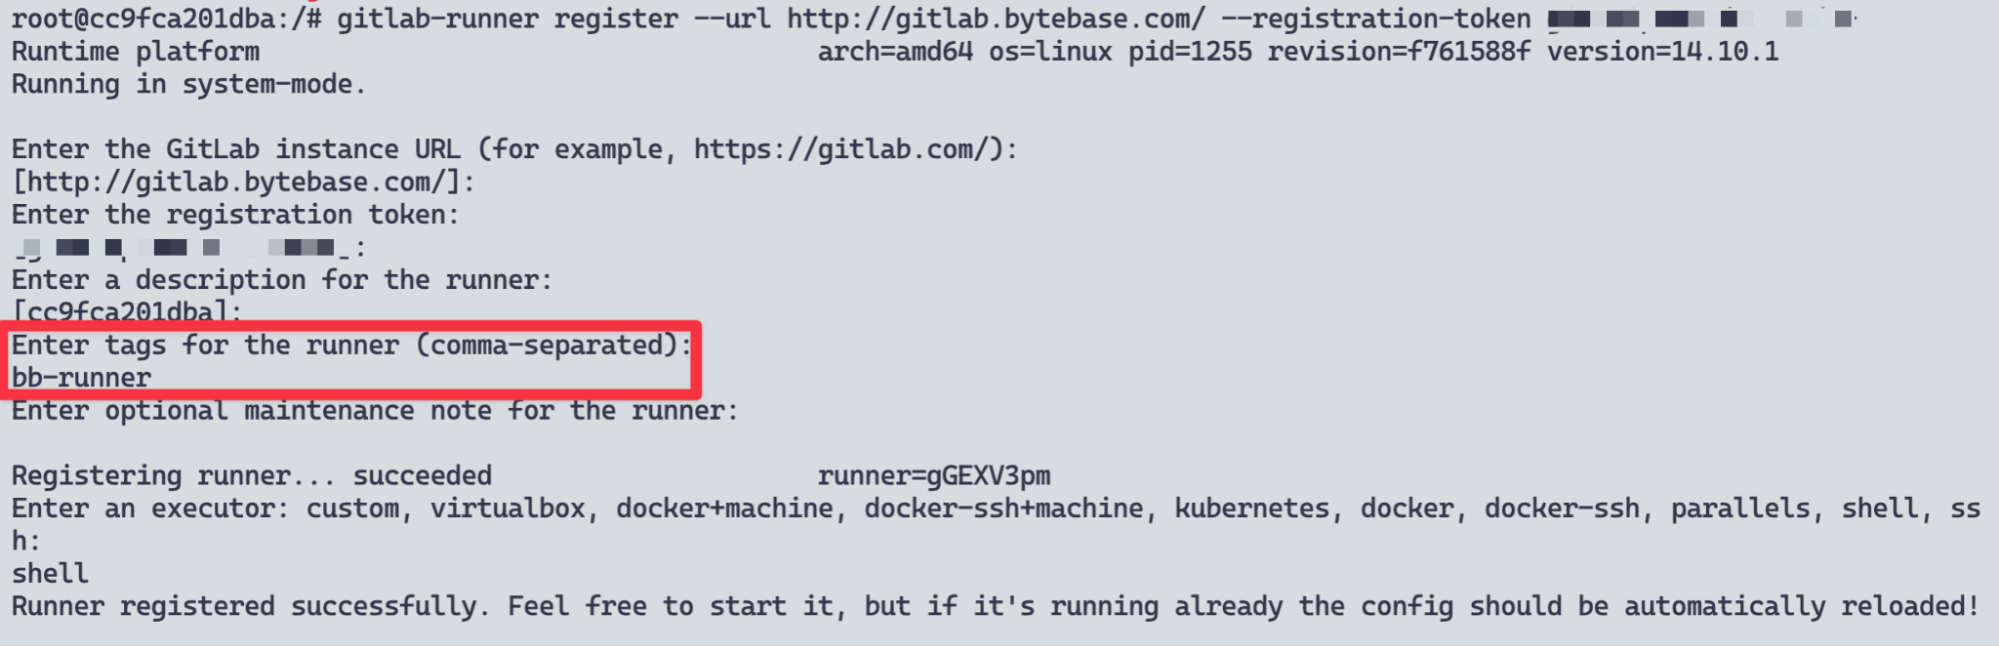 root@cc9fca201dba:/# gitlab-runner register --url http://gitlab.bytebase.com/ --registration-token
Runtime platform                                    arch=amd64 os=linux pid=1255 revision=f761588f version=14.10.1
Running in system-mode.
Enter the GitLab instance URL (for example, https://gitlab.com/):
[http://gitlab.bytebase.com/]:
Enter the registration token:
:
Enter a description for the runner:
[cc9fca201dba]:
Enter tags for the runner (comma-separated):
bb-runner
Enter optional maintenance note for the runner:
Registering runner... succeeded                     runner=gGEXV3pm
Enter an executor: custom, virtualbox, docker+machine, docker-ssh+machine, kubernetes, docker, docker-ssh, parallels, shell, ss
h:
shell
Runner registered successfully. Feel free to start it, but if it's running already the config should be automatically reloaded!